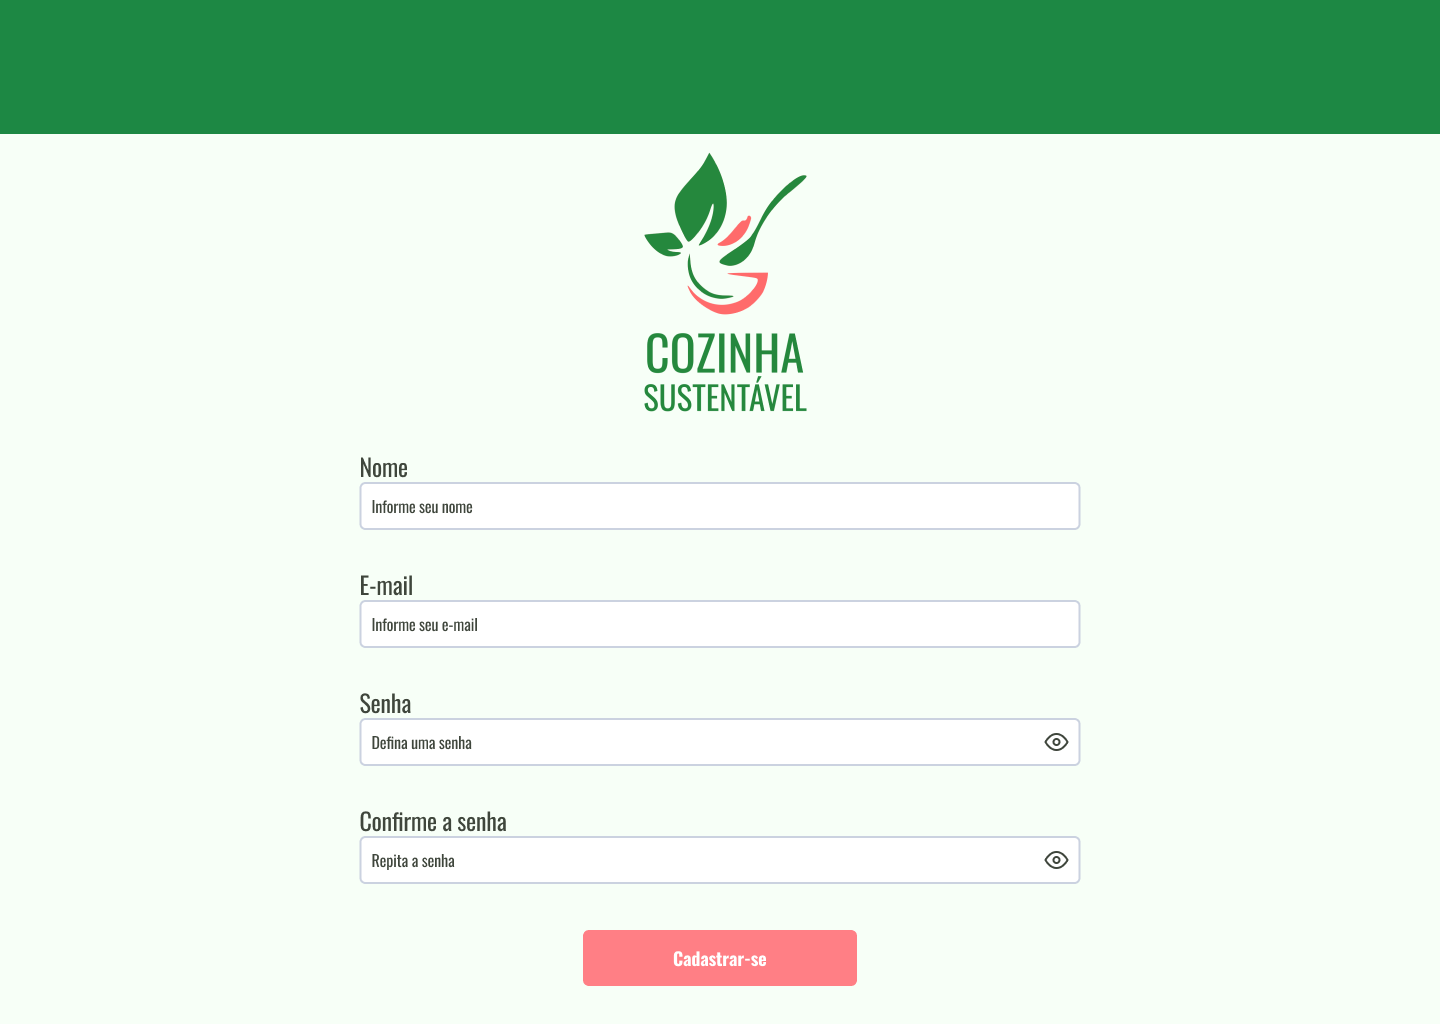 COZINHA
SUSTENTÁVEL
Nome
Informe seu nome
E-mail
Informe seu e-mail
Senha
Defina uma senha
Confirme a senha
Repita a senha
Cadastrar-se